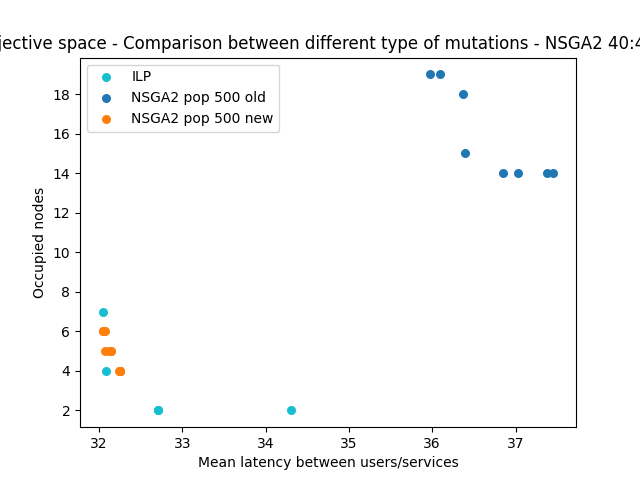 jective space - Comparison between different type of mutations - NSGA2 40:4
ILP
NSGA2 pop 500 old
NSGA2 pop 500 new
Occupied nodes
18
16
14
12
10
8
6
4
2
32 33 34 35 36 37
Mean latency between users/services